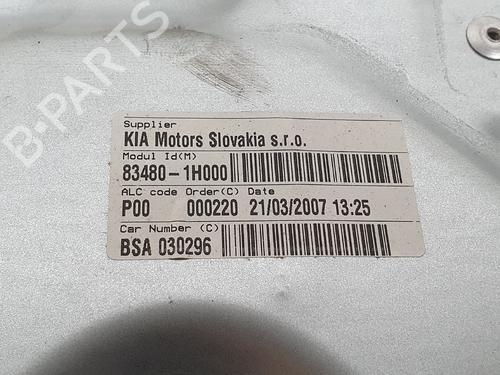 B-PARTS
Supplier
KIA Motors Slovakia s.r.o.
Modul Id(M)
83480-1H000
ALC code Order(C) Date
P00 000220 21/03/2007 13:25
Car Number (C)
BSA 030296